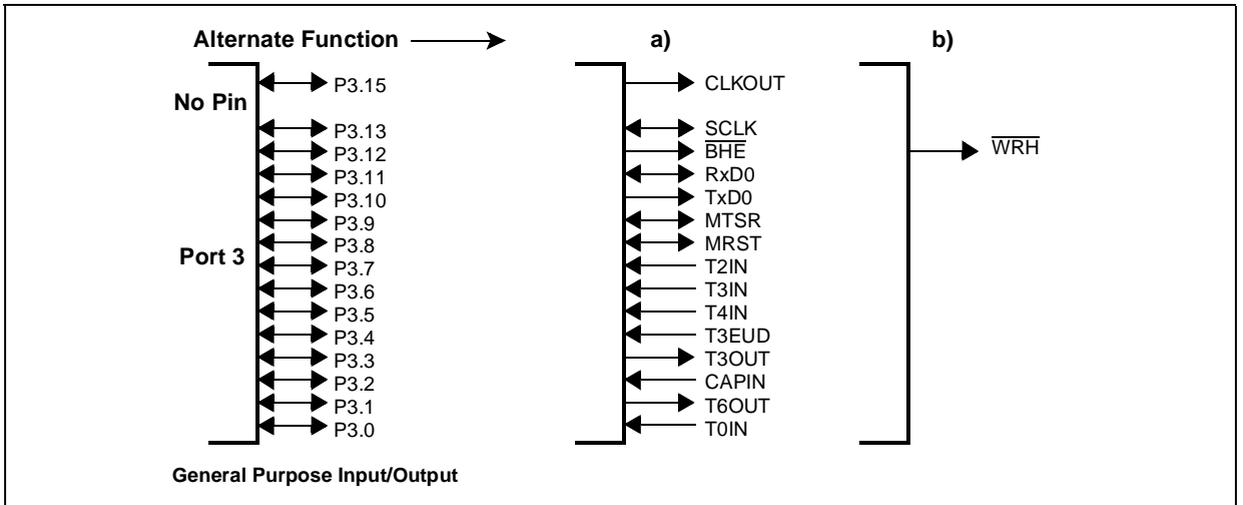 Alternate Function a) b)
P3.15 CLKOUT
No Pin
P3.13 SCLK
P3.12 B̅H̅E̅ W̅R̅H̅
P3.11 RxD0
P3.10 TxD0
P3.9 MTSR
P3.8 MRST
Port 3
P3.7 T2IN
P3.6 T3IN
P3.5 T4IN
P3.4 T3EUD
P3.3 T3OUT
P3.2 CAPIN
P3.1 T6OUT
P3.0 T0IN
General Purpose Input/Output